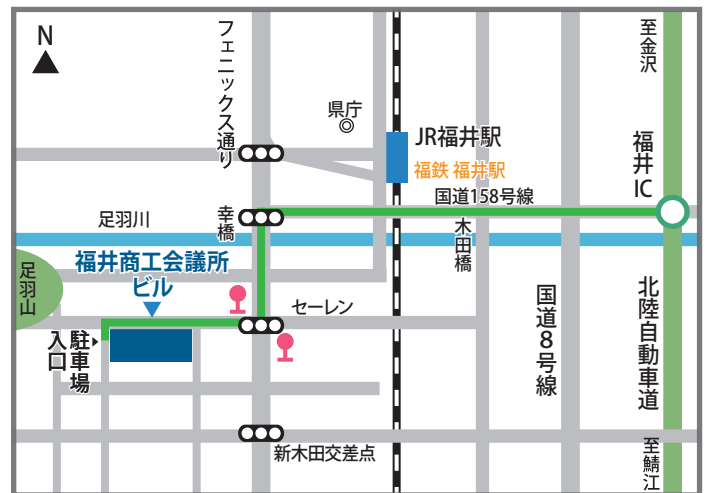 N
フェニックス通り
至金沢
県庁
JR福井駅
福鉄 福井駅
福井IC
国道158号線
幸橋
足羽川
木田橋
足羽山
福井商工会議所
ビル
セーレン
国道8号線
北陸自動車道
駐車場
入口
新木田交差点
至鯖江